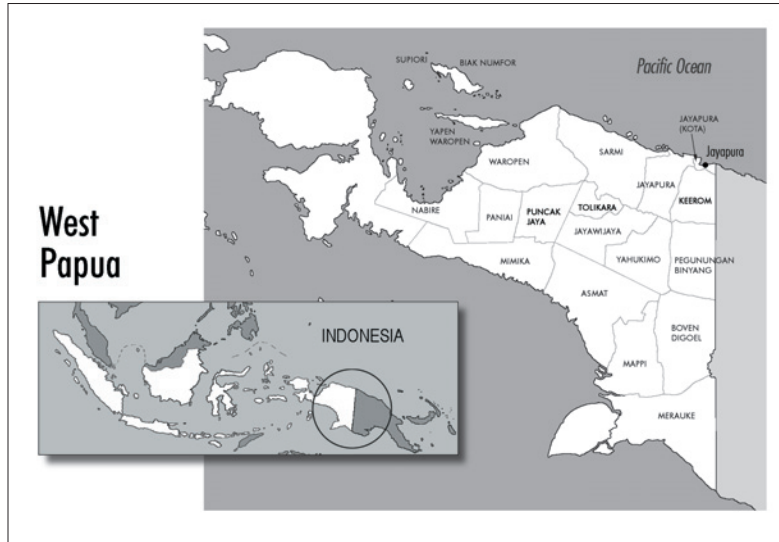 Pacific Ocean
SUPIORI
BIAK NUMFOR
JAYAPURA
(KOTA)
Jayapura
YAPEN
WAROPEN
WAROPEN
SARMI
JAYAPURA
KEEROM
NABIRE
PANIAI
PUNCAK
JAYA
TOLIKARA
JAYAWIJAYA
West
Papua
MIMIKA
YAHUKIMO
PEGUNUNGAN
BINYANG
ASMAT
INDONESIA
BOVEN
DIGOEL
MAPPI
MERAUKE